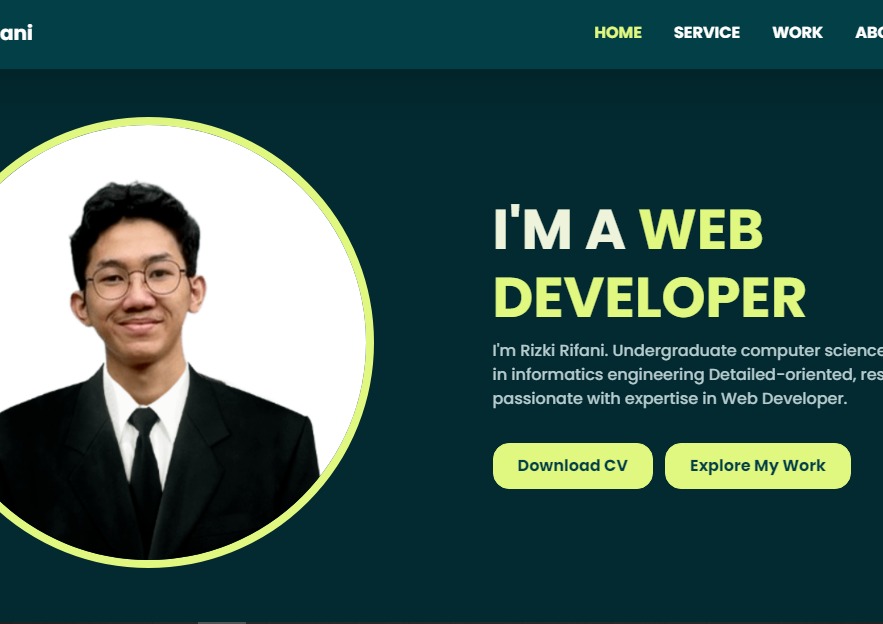 ani
HOME SERVICE WORK ABO
I'M A WEB
DEVELOPER
I'm Rizki Rifani. Undergraduate computer science
in informatics engineering Detailed-oriented, res
passionate with expertise in Web Developer.
Download CV Explore My Work